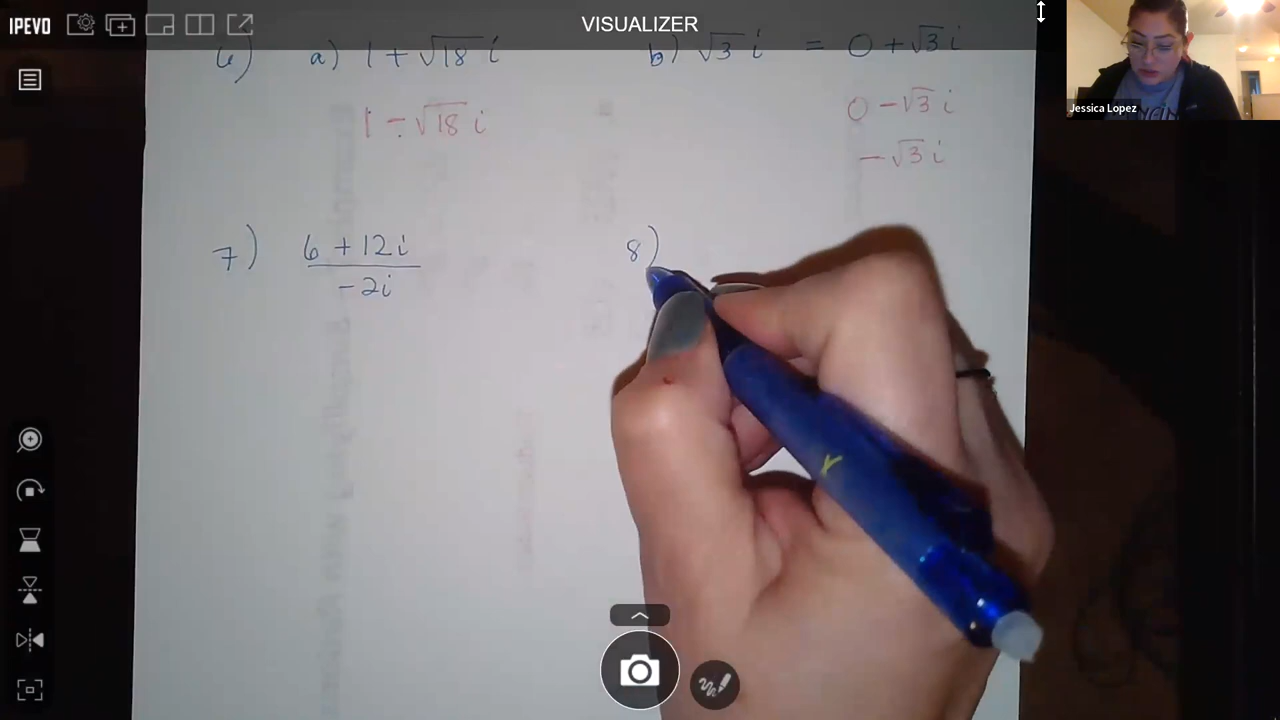 IPEVO
VISUALIZER
Jessica Lopez
6) a) 1 + √18 i
1 - √18 i
b) √3 i = 0 + √3 i
0 - √3 i
- √3 i
7) 6 + 12i
- 2i
8)